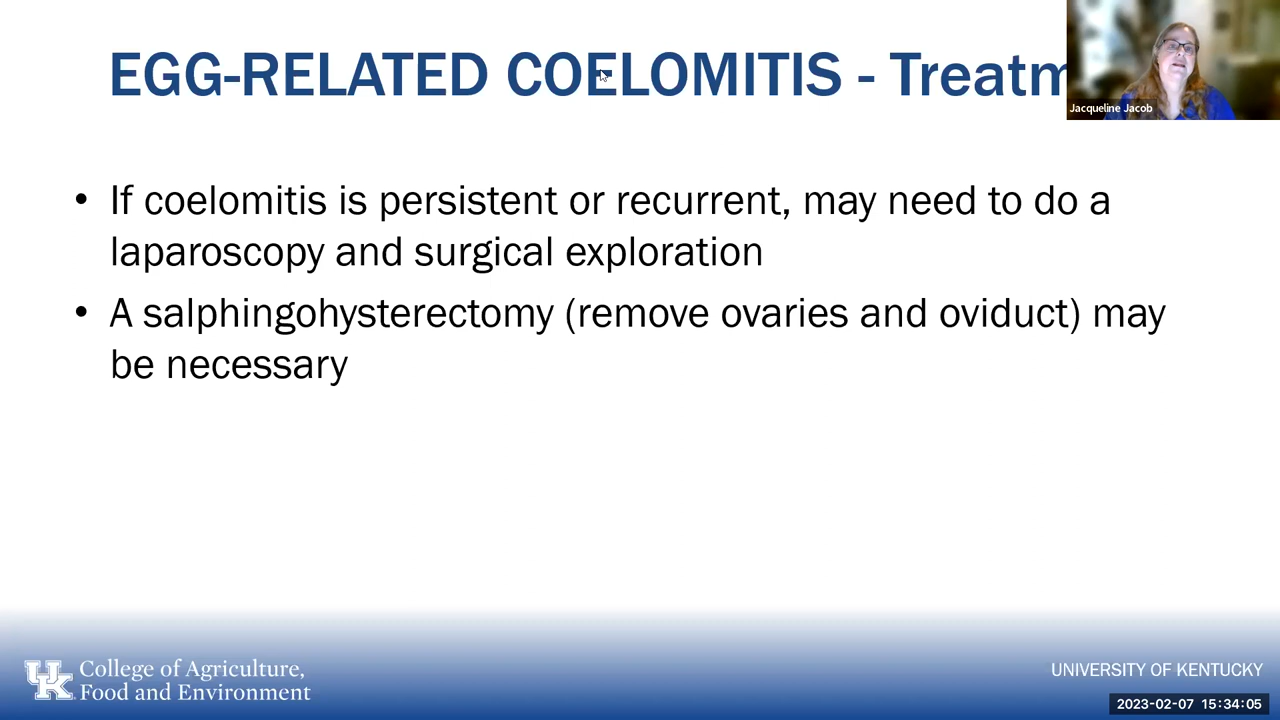 EGG-RELATED COELOMITIS - Treatm
Jacqueline Jacob
• If coelomitis is persistent or recurrent, may need to do a
laparoscopy and surgical exploration
• A salphingohysterectomy (remove ovaries and oviduct) may
be necessary
UK
College of Agriculture,
Food and Environment
UNIVERSITY OF KENTUCKY
2023-02-07 15:34:05